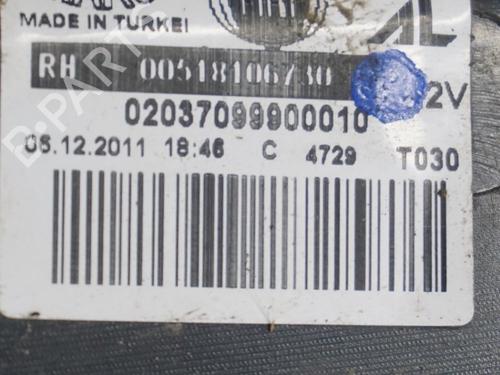 MADE IN TURKEI
RH 00518106730
2V
02037099900010
05.12.2011 18:46 C 4729 T030
B-PARTS